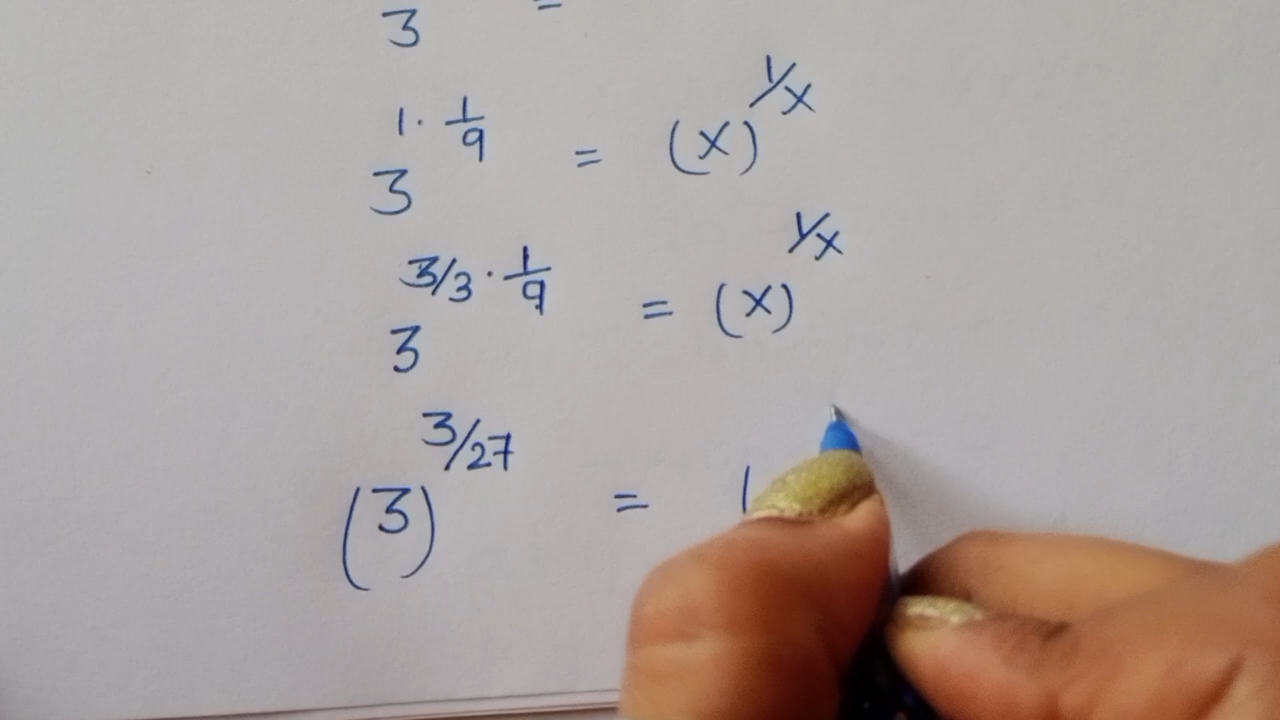 3 =
3^{1 · 1/9} = (x)^{1/x}
3^{3/3 · 1/9} = (x)^{1/x}
(3)^{3/27} = (